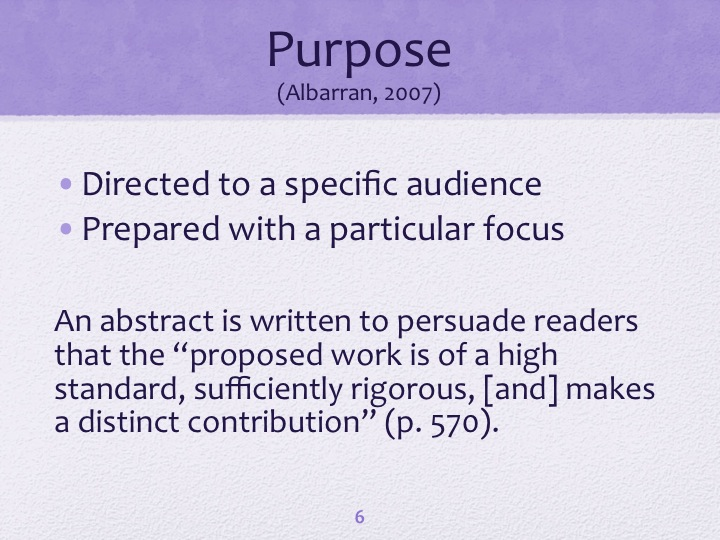 Purpose
(Albarran, 2007)
• Directed to a specific audience
• Prepared with a particular focus
An abstract is written to persuade readers
that the “proposed work is of a high
standard, sufficiently rigorous, [and] makes
a distinct contribution” (p. 570).
6